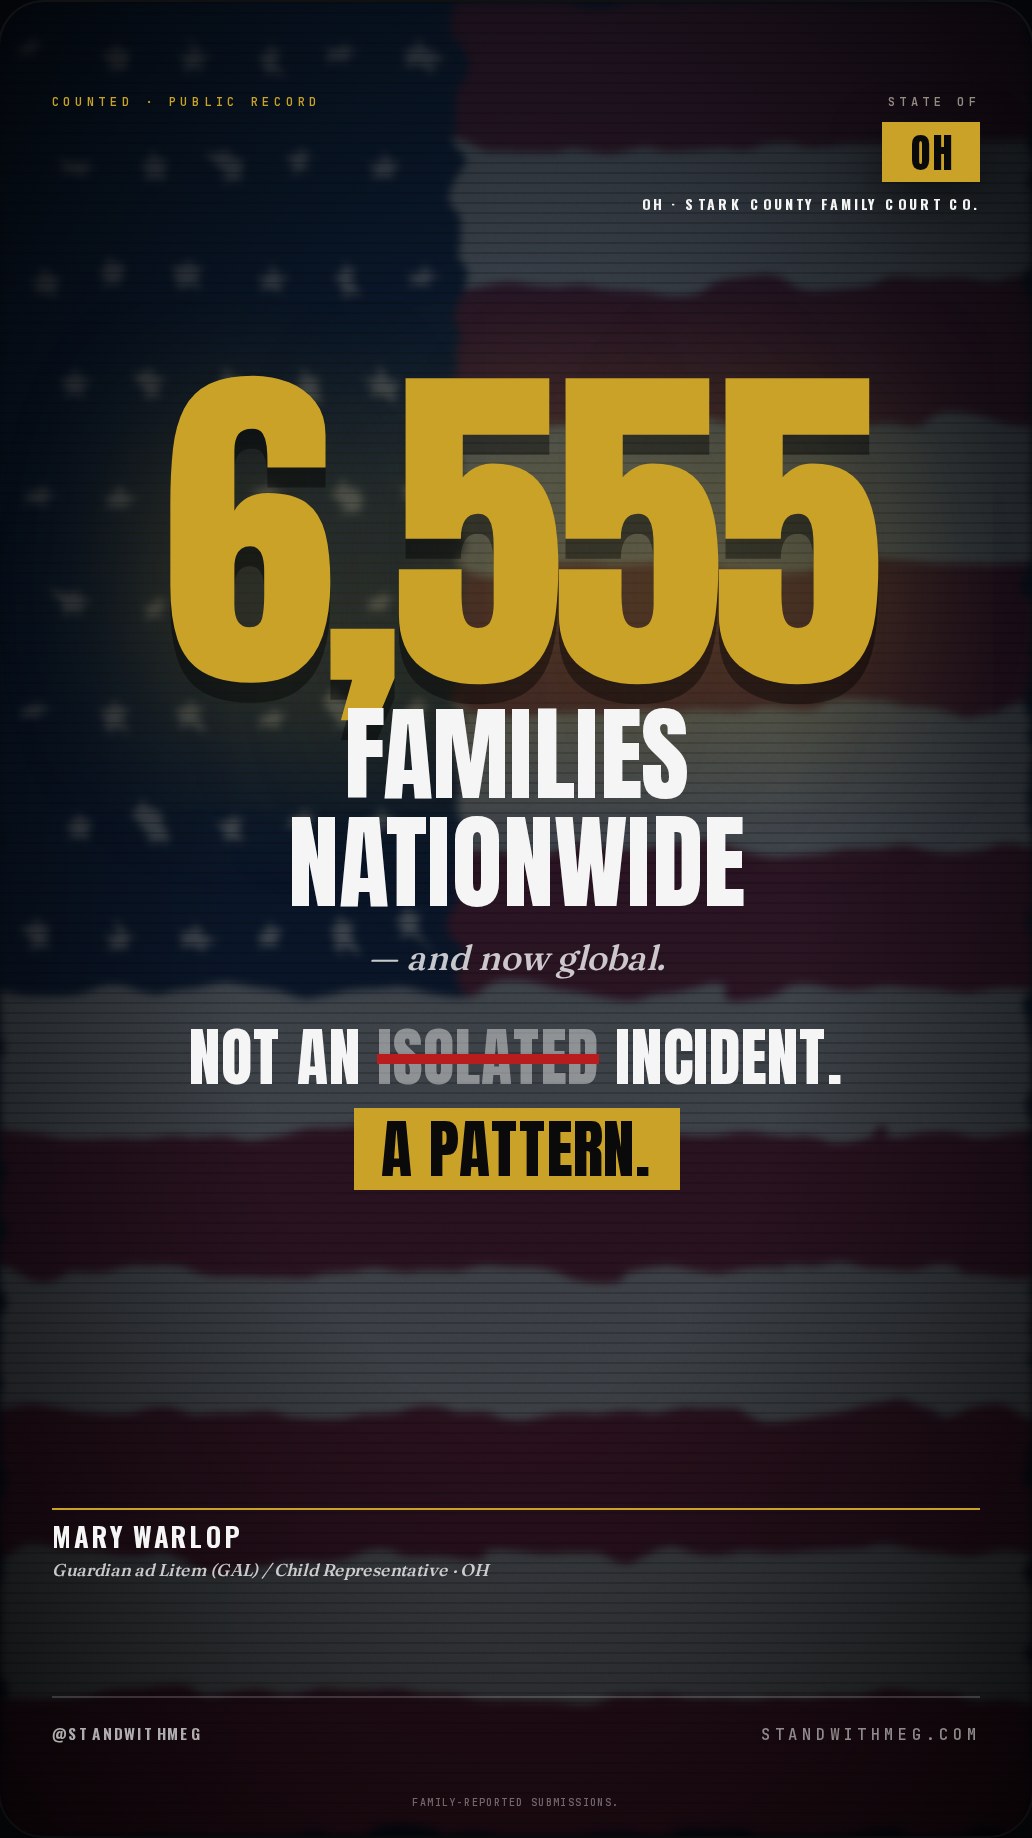 COUNTED · PUBLIC RECORD
STATE OF
OH
OH · STARK COUNTY FAMILY COURT CO.
6,555
FAMILIES
NATIONWIDE
— and now global.
NOT AN ISOLATED INCIDENT.
A PATTERN.
MARY WARLOP
Guardian ad Litem (GAL) / Child Representative · OH
@STANDWITHMEG
STANDWITHMEG.COM
FAMILY-REPORTED SUBMISSIONS.